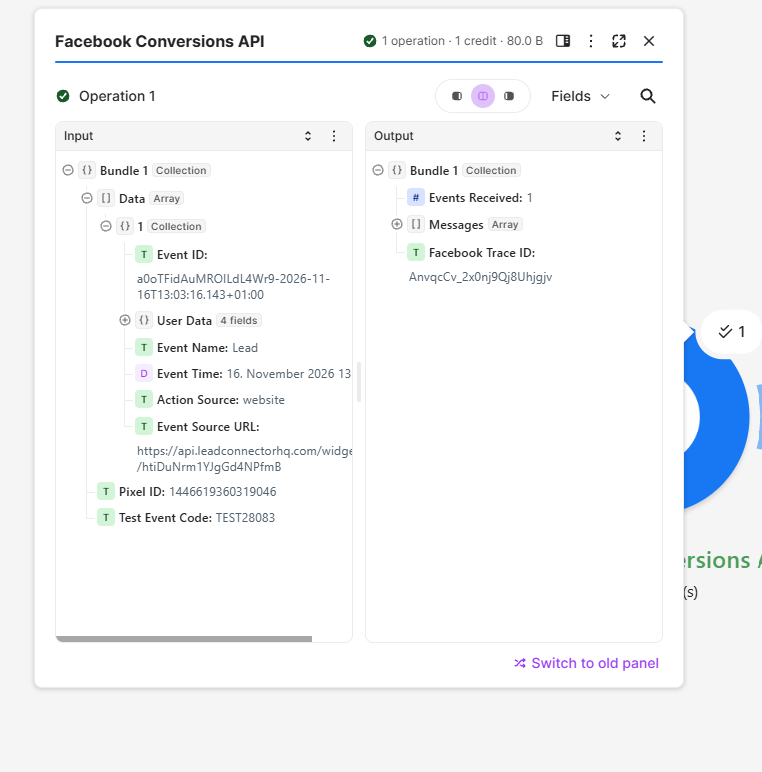 Facebook Conversions API
1 operation · 1 credit · 80.0 B
Operation 1
Fields
Input
Output
{} Bundle 1 Collection
[] Data Array
{} 1 Collection
T Event ID:
a0oTFidAuMROlLdL4Wr9-2026-11-
16T13:03:16.143+01:00
{} User Data 4 fields
T Event Name: Lead
D Event Time: 16. November 2026 13
T Action Source: website
T Event Source URL:
https://api.leadconnectorhq.com/widge
/htiDuNrm1YJgGd4NPfmB
T Pixel ID: 1446619360319046
T Test Event Code: TEST28083
{} Bundle 1 Collection
# Events Received: 1
[] Messages Array
T Facebook Trace ID:
AnvqcCv_2x0nj9Qj8Uhjgjv
Switch to old panel
1
ersions A
(s)